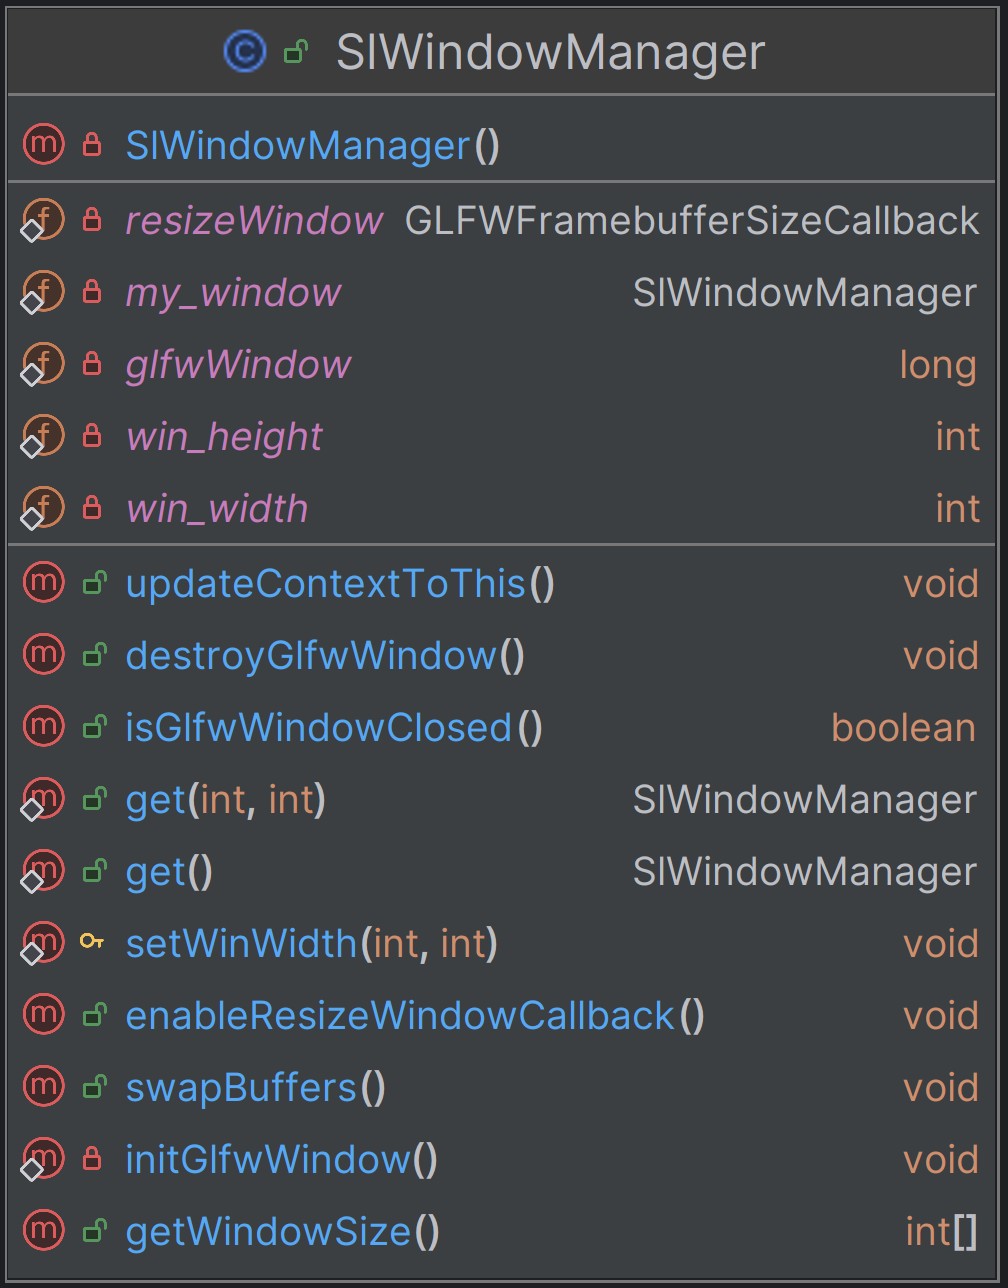 © SlWindowManager
m SlWindowManager()
f resizeWindow GLFWFramebufferSizeCallback
f my_window SlWindowManager
f glfwWindow long
f win_height int
f win_width int
m updateContextToThis() void
m destroyGlfwWindow() void
m isGlfwWindowClosed() boolean
m get(int, int) SlWindowManager
m get() SlWindowManager
m setWinWidth(int, int) void
m enableResizeWindowCallback() void
m swapBuffers() void
m initGlfwWindow() void
m getWindowSize() int[]